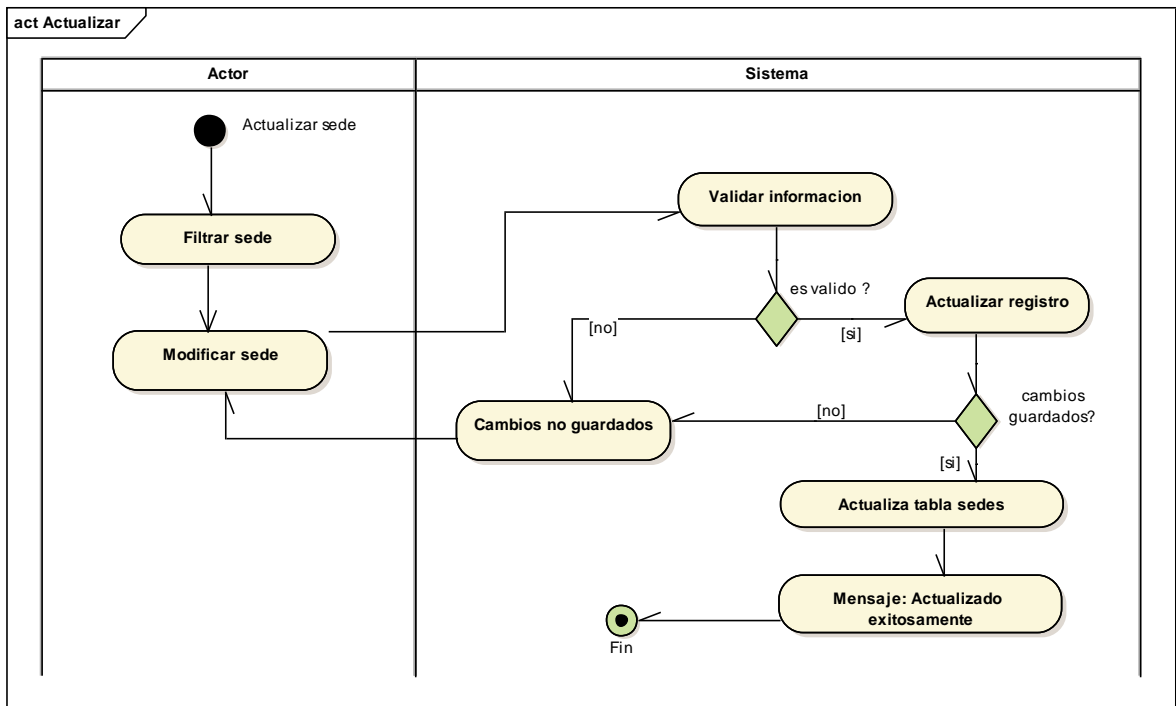 act Actualizar
Actor
Sistema
Actualizar sede
Filtrar sede
Modificar sede
Validar informacion
es valido ?
[no]
[si]
Actualizar registro
cambios
guardados?
[no]
Cambios no guardados
[si]
Actualiza tabla sedes
Mensaje: Actualizado
exitosamente
Fin